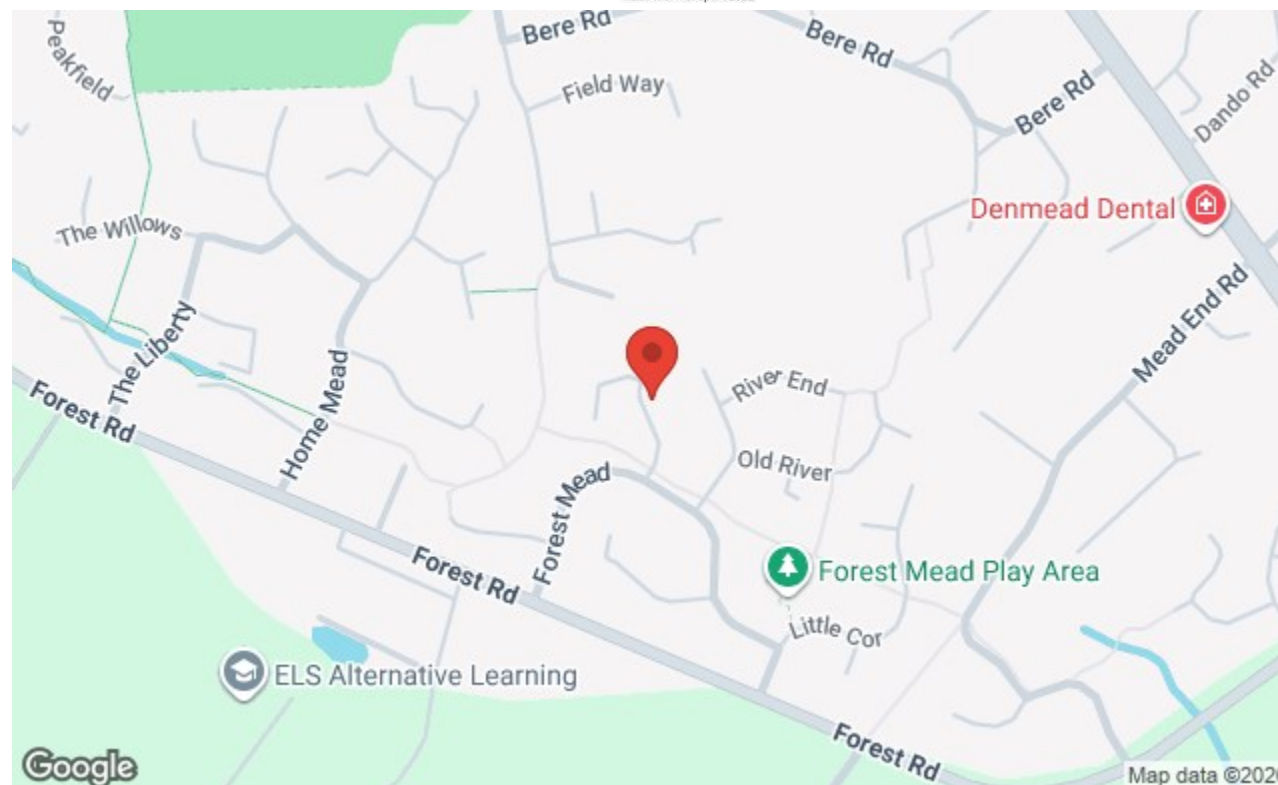 Bere Rd
Bere Rd
Peakfield
Field Way
Bere Rd
Dando Rd
Denmead Dental
The Willows
Mead End Rd
The Liberty
River End
Forest Rd
Home Mead
Old River
Forest Mead
Forest Rd
Forest Mead Play Area
Little Cor
ELS Alternative Learning
Forest Rd
Google
Map data ©202